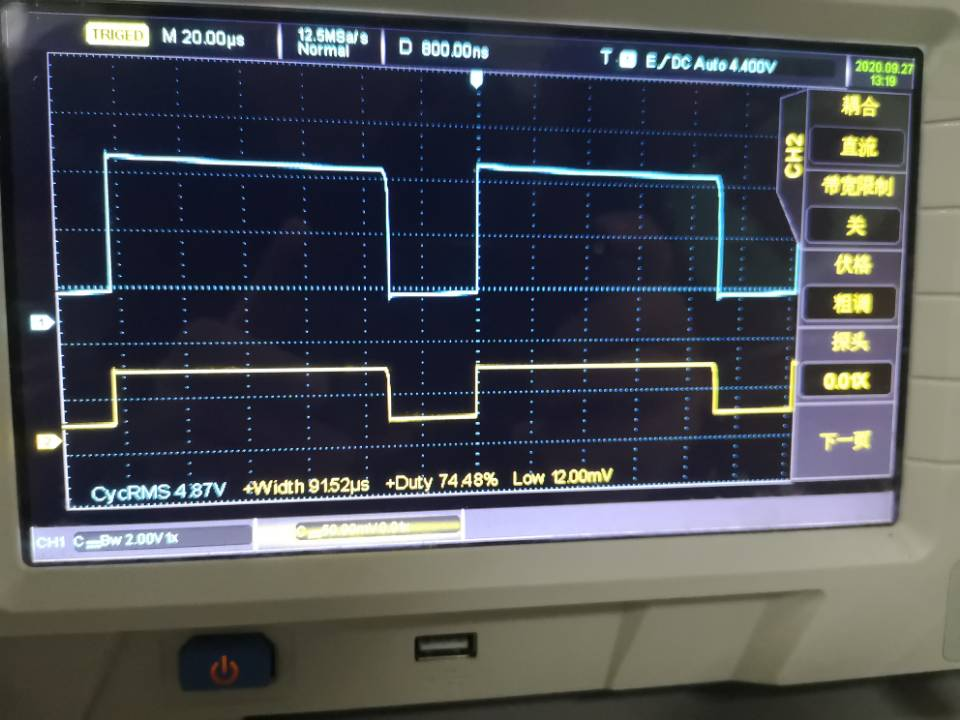 TRIGED M 20.00μs 12.5MSa/s D 800.00ns T E DC Auto 4.400V 2020.09.27
Normal 13:19
CH2
耦合
直流
带宽限制
关
伏格
粗调
探头
0.01X
下一页
1
2
CycRMS 4.87V +Width 91.52μs +Duty 74.48% Low 12.00mV
CH1 Bw 2.00V 1x 50.00mV 0.01x